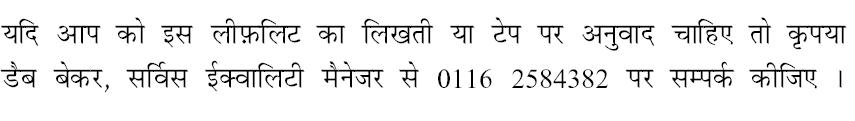 यदि आप को इस लीफ़लिट का लिखती या टेप पर अनुवाद चाहिए तो कृपया
डैब बेकर, सर्विस ईक्वालिटी मैनेजर से 0116 2584382 पर सम्पर्क कीजिए ।